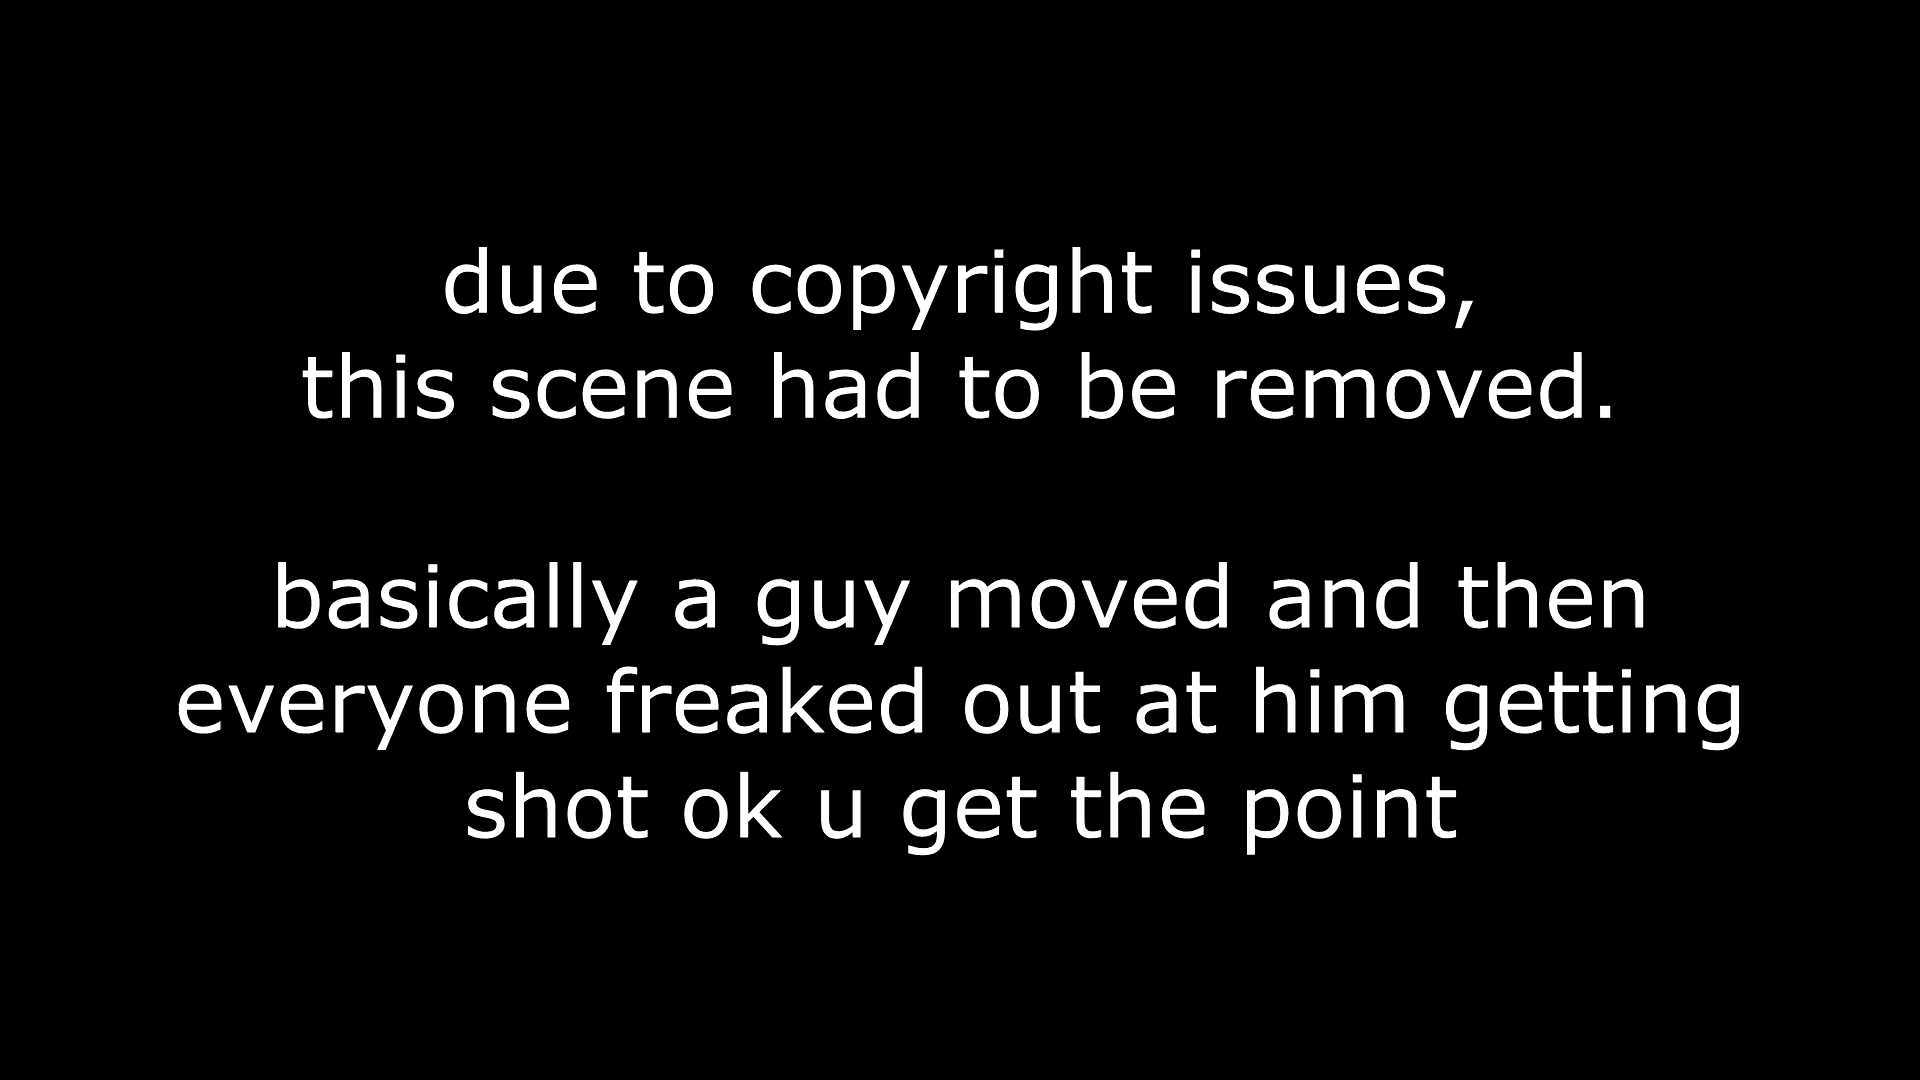 due to copyright issues,
this scene had to be removed.
basically a guy moved and then
everyone freaked out at him getting
shot ok u get the point